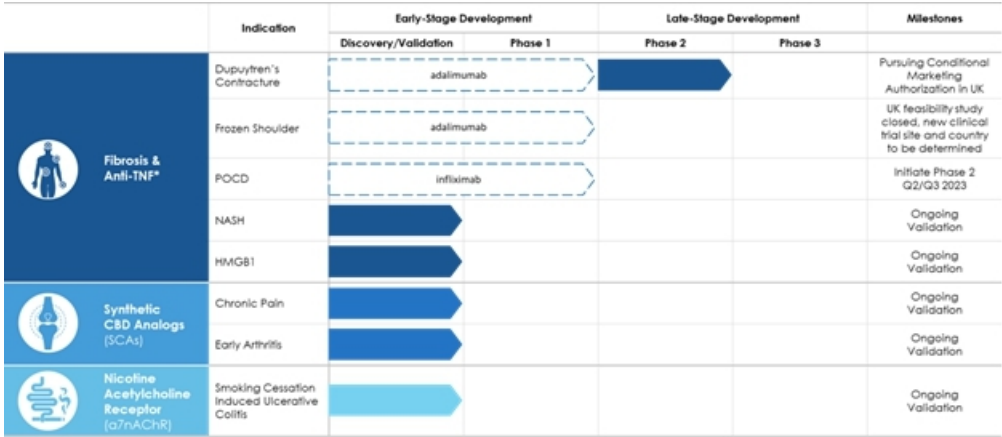 Indication
Early-Stage Development
Late-Stage Development
Milestones
Discovery/Validation
Phase 1
Phase 2
Phase 3
Fibrosis &
Anti-TNF*
Dupuytren's
Contracture
adalimumab
Pursuing Conditional
Marketing
Authorization in UK
Frozen Shoulder
adalimumab
UK feasibility study
closed, new clinical
trial site and country
to be determined
POCD
infliximab
Initiate Phase 2
Q2/Q3 2023
NASH
Ongoing
Validation
HMGB1
Ongoing
Validation
Synthetic
CBD Analogs
(SCAs)
Chronic Pain
Ongoing
Validation
Early Arthritis
Ongoing
Validation
Nicotine
Acetylcholine
Receptor
(α7nAChR)
Smoking Cessation
Induced Ulcerative
Colitis
Ongoing
Validation